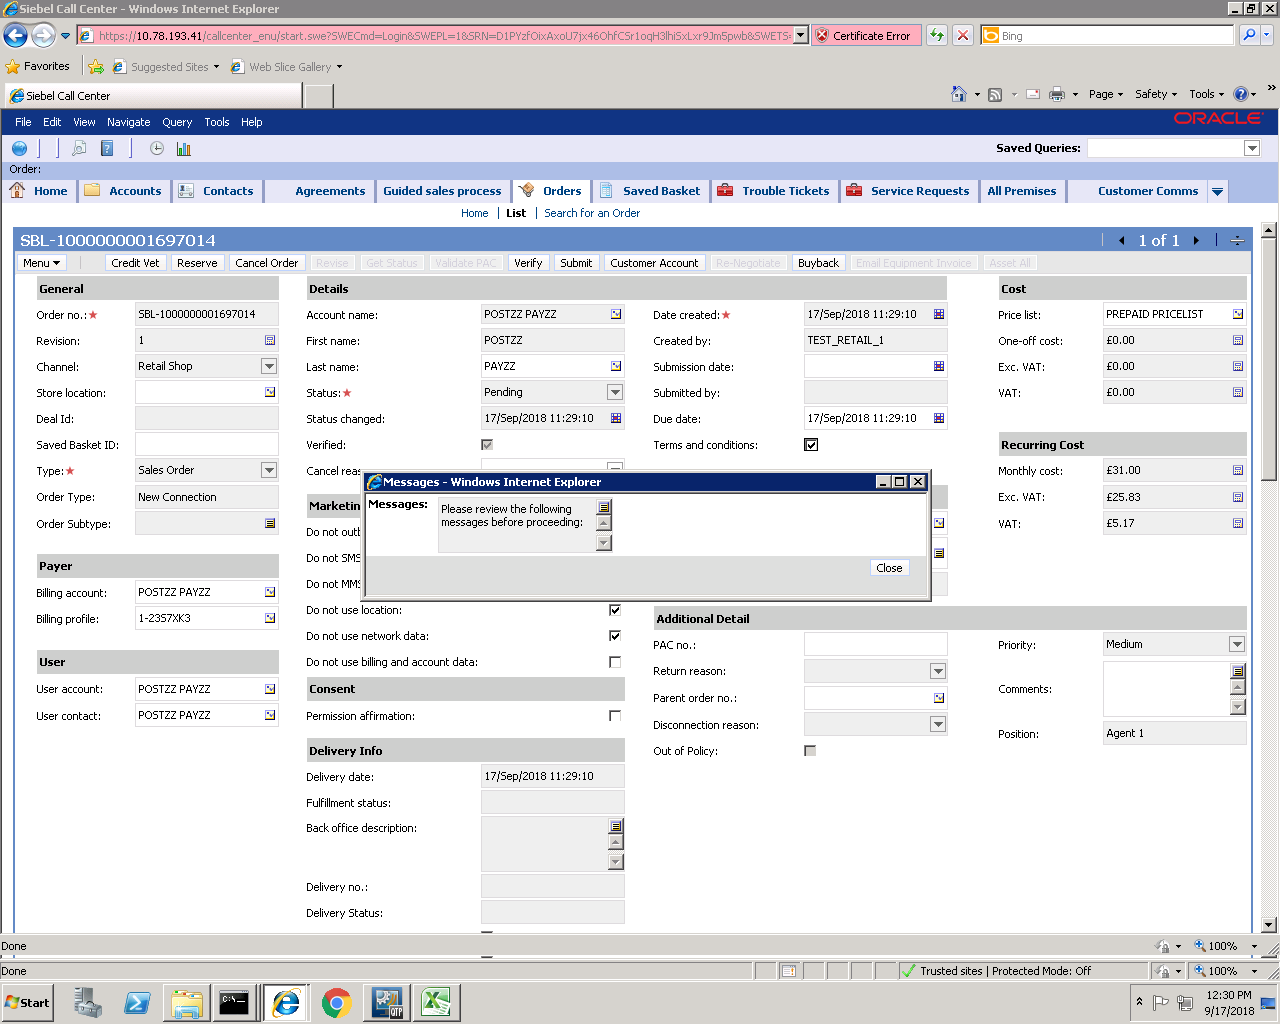 Siebel Call Center - Windows Internet Explorer
https://10.78.193.41/callcenter_enu/start.swe?SWECmd=Login&SWEPL=1&SRN=
Certificate Error
Bing
Favorites
Suggested Sites
Web Slice Gallery
Siebel Call Center
Page
Safety
Tools
File Edit View Navigate Query Tools Help
ORACLE
Saved Queries:
Order:
Home
Accounts
Contacts
Agreements
Guided sales process
Orders
Saved Basket
Trouble Tickets
Service Requests
All Premises
Customer Comms
Home | List | Search for an Order
SBL-1000000001697014
1 of 1
Menu
Credit Vet
Reserve
Cancel Order
Revise
Get Status
Validate PAC
Verify
Submit
Customer Account
Re-Negotiate
Buyback
Email Equipment Invoice
Asset All
General
Order no.: SBL-1000000001697014
Revision: 1
Channel: Retail Shop
Store location:
Deal Id:
Saved Basket ID:
Type: Sales Order
Order Type: New Connection
Order Subtype:
Payer
Billing account: POSTZZ PAYZZ
Billing profile: 1-23S7XK3
User
User account: POSTZZ PAYZZ
User contact: POSTZZ PAYZZ
Details
Account name: POSTZZ PAYZZ
First name: POSTZZ
Last name: PAYZZ
Status: Pending
Status changed: 17/Sep/2018 11:29:10
Verified:
Cancel reas
Date created: 17/Sep/2018 11:29:10
Created by: TEST_RETAIL_1
Submission date:
Submitted by:
Due date: 17/Sep/2018 11:29:10
Terms and conditions:
Cost
Price list: PREPAID PRICELIST
One-off cost: £0.00
Exc. VAT: £0.00
VAT: £0.00
Recurring Cost
Monthly cost: £31.00
Exc. VAT: £25.83
VAT: £5.17
Messages - Windows Internet Explorer
Messages:
Please review the following
messages before proceeding:
Close
Marketin
Do not outb
Do not SMS
Do not MMS
Do not use location:
Do not use network data:
Do not use billing and account data:
Consent
Permission affirmation:
Delivery Info
Delivery date: 17/Sep/2018 11:29:10
Fulfillment status:
Back office description:
Delivery no.:
Delivery Status:
Additional Detail
PAC no.:
Return reason:
Parent order no.:
Disconnection reason:
Out of Policy:
Priority: Medium
Comments:
Position: Agent 1
Done
100%
Done
Trusted sites | Protected Mode: Off
100%
Start
C:\
QTP
12:30 PM
9/17/2018